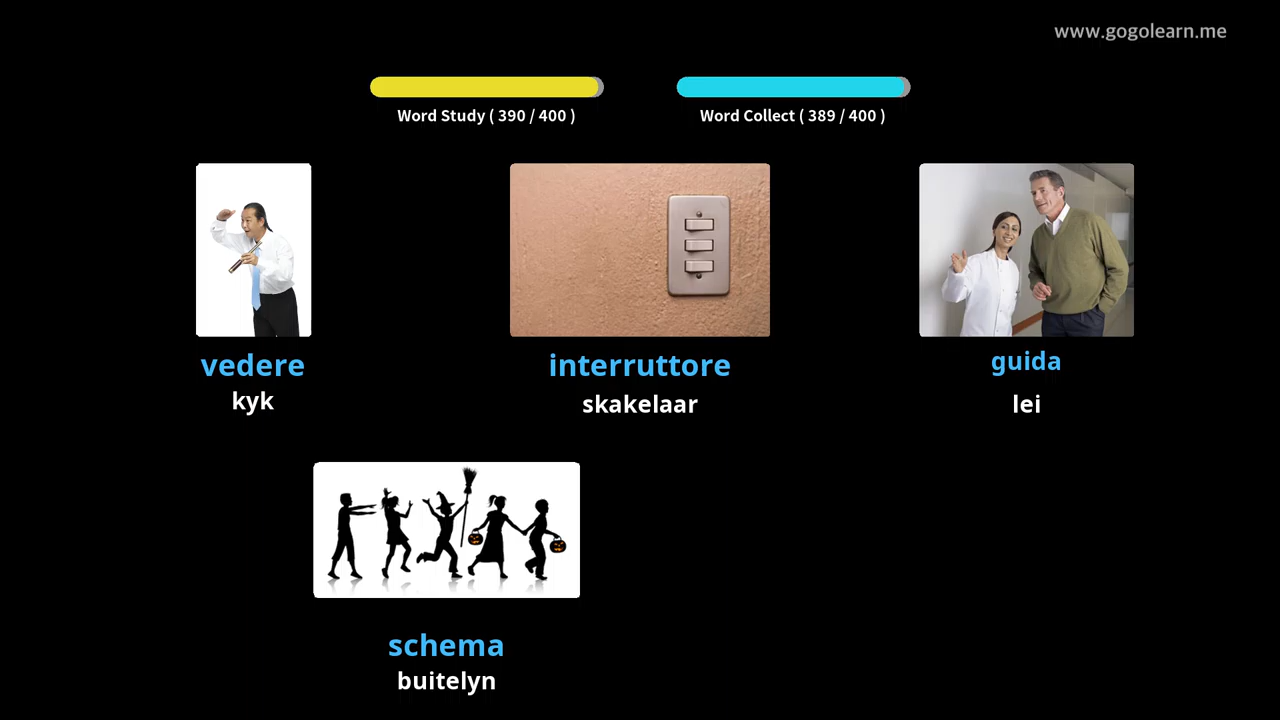 www.gogolearn.me
Word Study ( 390 / 400 )
Word Collect ( 389 / 400 )
vedere
kyk
interruttore
skakelaar
guida
lei
schema
buitelyn